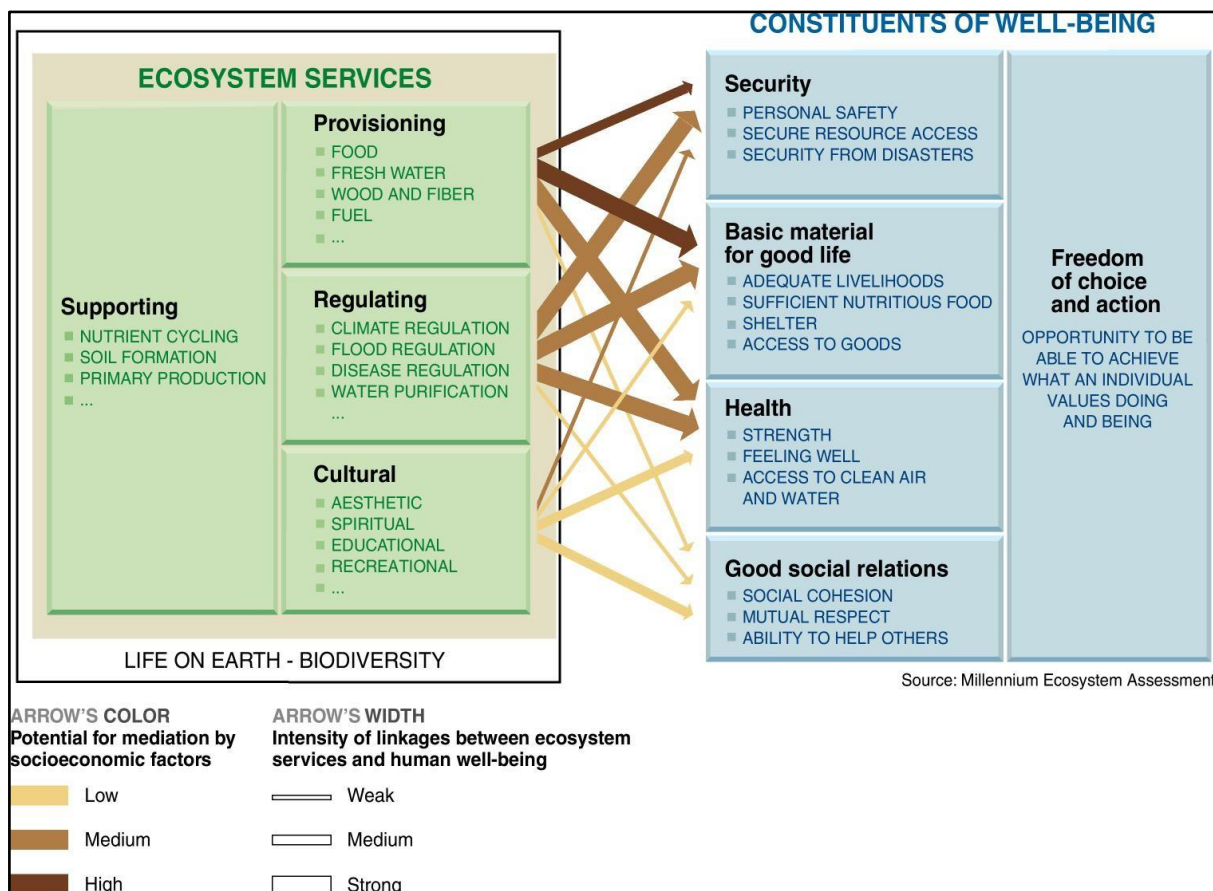 CONSTITUENTS OF WELL-BEING
ECOSYSTEM SERVICES
Supporting
NUTRIENT CYCLING
SOIL FORMATION
PRIMARY PRODUCTION
...
Provisioning
FOOD
FRESH WATER
WOOD AND FIBER
FUEL
...
Regulating
CLIMATE REGULATION
FLOOD REGULATION
DISEASE REGULATION
WATER PURIFICATION
...
Cultural
AESTHETIC
SPIRITUAL
EDUCATIONAL
RECREATIONAL
...
LIFE ON EARTH - BIODIVERSITY
Security
PERSONAL SAFETY
SECURE RESOURCE ACCESS
SECURITY FROM DISASTERS
Basic material
for good life
ADEQUATE LIVELIHOODS
SUFFICIENT NUTRITIOUS FOOD
SHELTER
ACCESS TO GOODS
Health
STRENGTH
FEELING WELL
ACCESS TO CLEAN AIR
AND WATER
Good social relations
SOCIAL COHESION
MUTUAL RESPECT
ABILITY TO HELP OTHERS
Freedom
of choice
and action
OPPORTUNITY TO BE
ABLE TO ACHIEVE
WHAT AN INDIVIDUAL
VALUES DOING
AND BEING
Source: Millennium Ecosystem Assessment
ARROW'S COLOR
Potential for mediation by
socioeconomic factors
Low
Medium
High
ARROW'S WIDTH
Intensity of linkages between ecosystem
services and human well-being
Weak
Medium
Strong